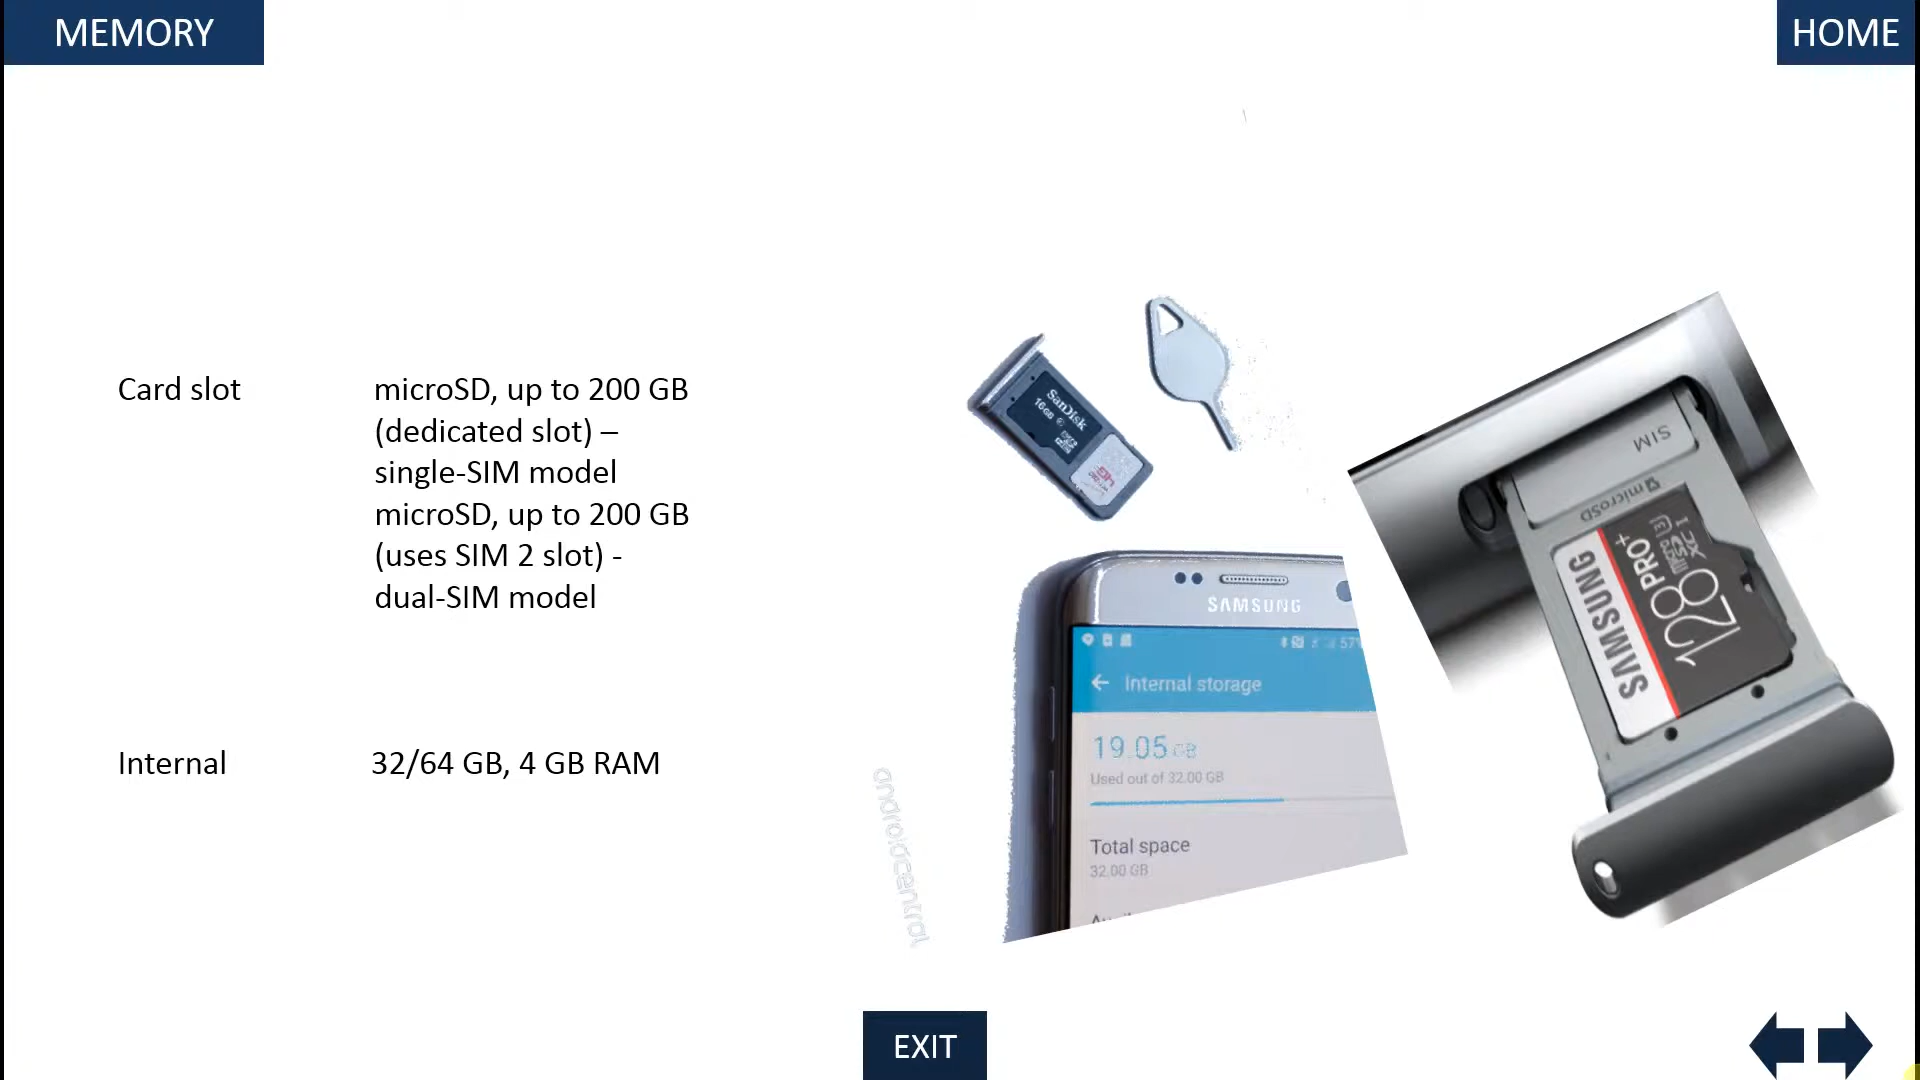 MEMORY
HOME
Card slot
microSD, up to 200 GB
(dedicated slot) –
single-SIM model
microSD, up to 200 GB
(uses SIM 2 slot) -
dual-SIM model
Internal
32/64 GB, 4 GB RAM
SanDisk
16GB
SIM
microSD
SAMSUNG
128PRO+
128
SAMSUNG
57%
Internal storage
19.05 GB
Used out of 32.00 GB
Total space
32.00 GB
androidcentral
EXIT